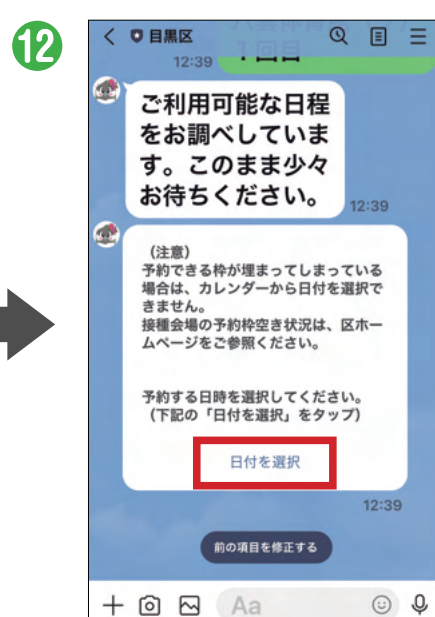 ⑫
目黒区
12:39
1回目
ご利用可能な日程
をお調べしていま
す。このまま少々
お待ちください。
12:39
(注意)
予約できる枠が埋まってしまっている
場合は、カレンダーから日付を選択で
きません。
接種会場の予約枠空き状況は、区ホー
ムページをご参照ください。
予約する日時を選択してください。
(下記の「日付を選択」をタップ)
日付を選択
12:39
前の項目を修正する
Aa